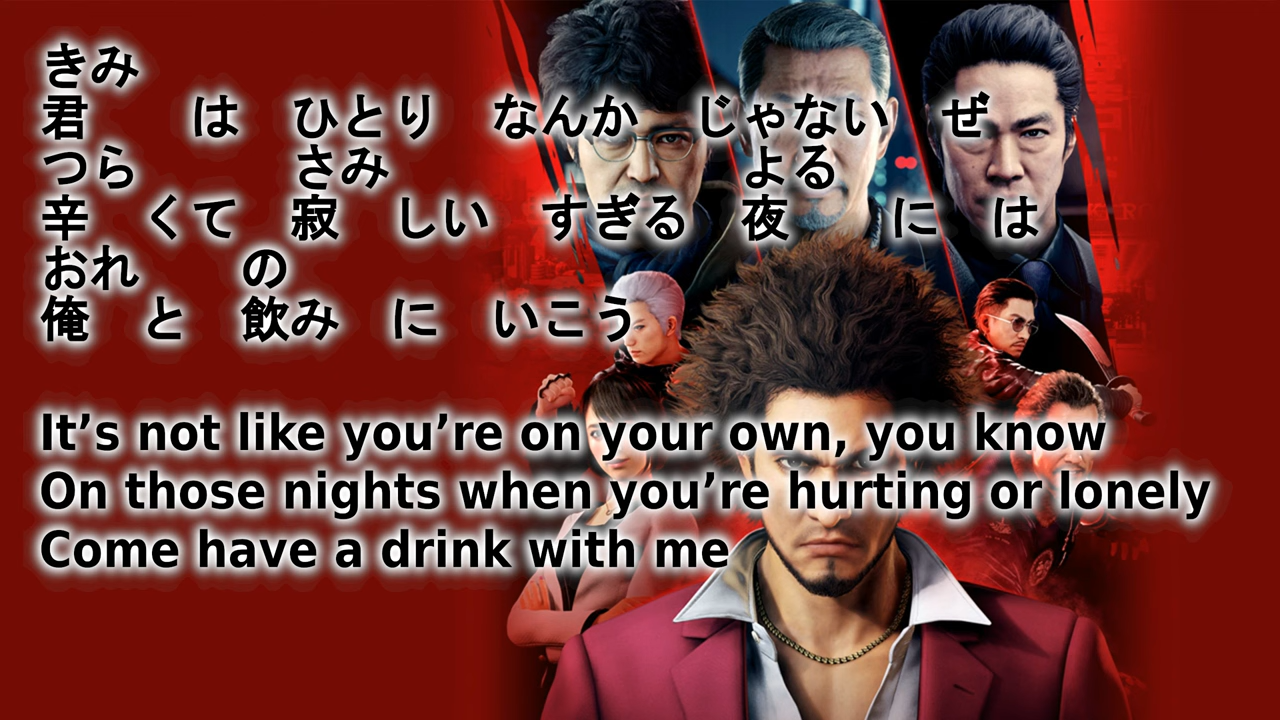 きみ
君　は　ひとり　なんか　じゃない　ぜ
つら　さみ　よる
辛　くて　寂　しい　すぎる　夜　に　は
おれ　の
俺　と　飲み　に　いこう
It’s not like you’re on your own, you know
On those nights when you’re hurting or lonely
Come have a drink with me